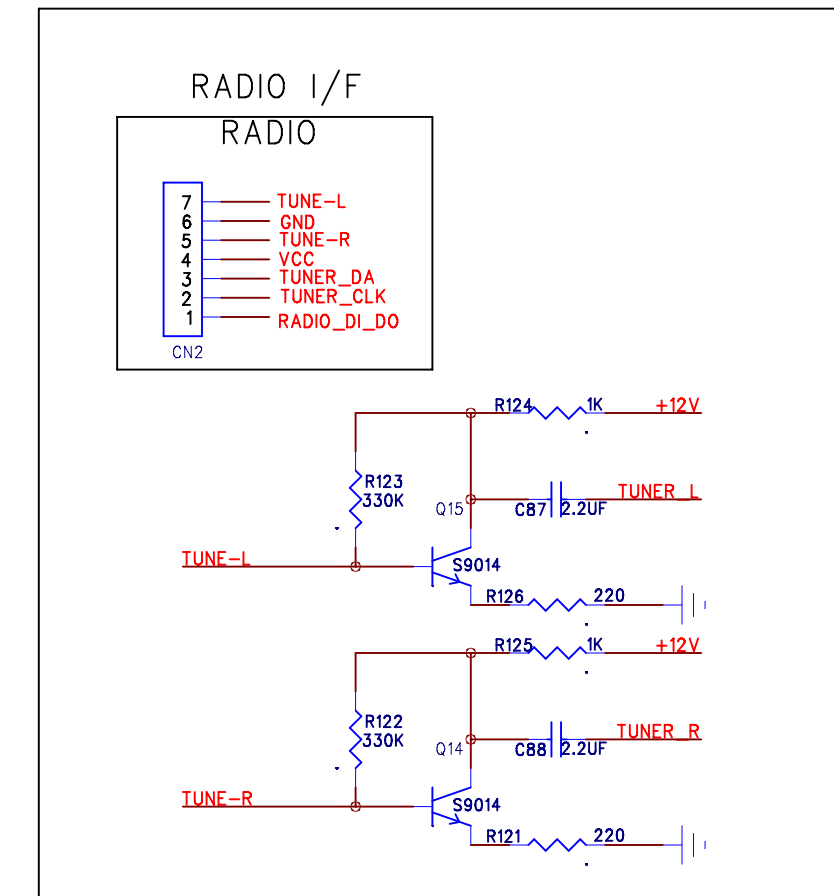 RADIO I/F
RADIO
7 TUNE-L
6 GND
5 TUNE-R
4 VCC
3 TUNER_DA
2 TUNER_CLK
1 RADIO_DI_DO
CN2
R124 1K +12V
R123
330K
Q15
C87 2.2UF TUNER_L
TUNE-L
S9014
R126 220
R125 1K +12V
R122
330K
Q14
C88 2.2UF TUNER_R
TUNE-R
S9014
R121 220